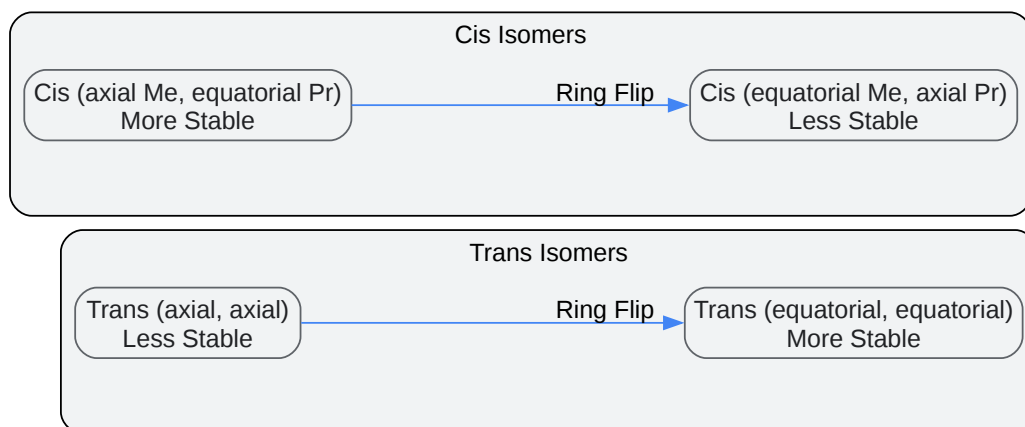 Cis Isomers
Cis (axial Me, equatorial Pr)
More Stable
Ring Flip
Cis (equatorial Me, axial Pr)
Less Stable
Trans Isomers
Trans (axial, axial)
Less Stable
Ring Flip
Trans (equatorial, equatorial)
More Stable